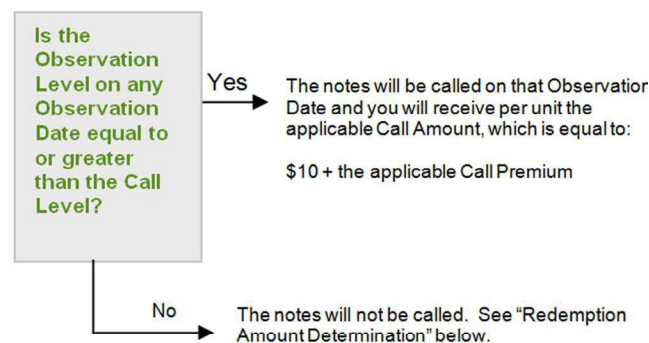 Is the
Observation
Level on any
Observation
Date equal to
or greater
than the Call
Level?
Yes
The notes will be called on that Observation
Date and you will receive per unit the
applicable Call Amount, which is equal to:
$10 + the applicable Call Premium
No
The notes will not be called. See “Redemption
Amount Determination” below.